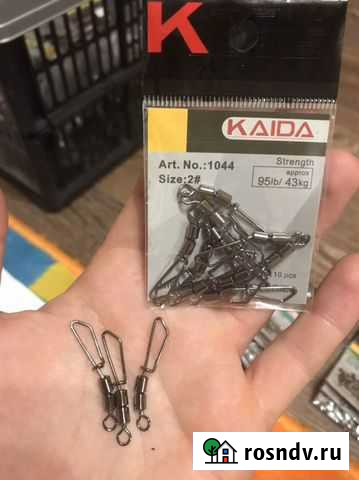 K
KAIDA
Art. No.:1044
Size:2#
Strength
approx
95lb/ 43kg
10 pcs
rosndv.ru